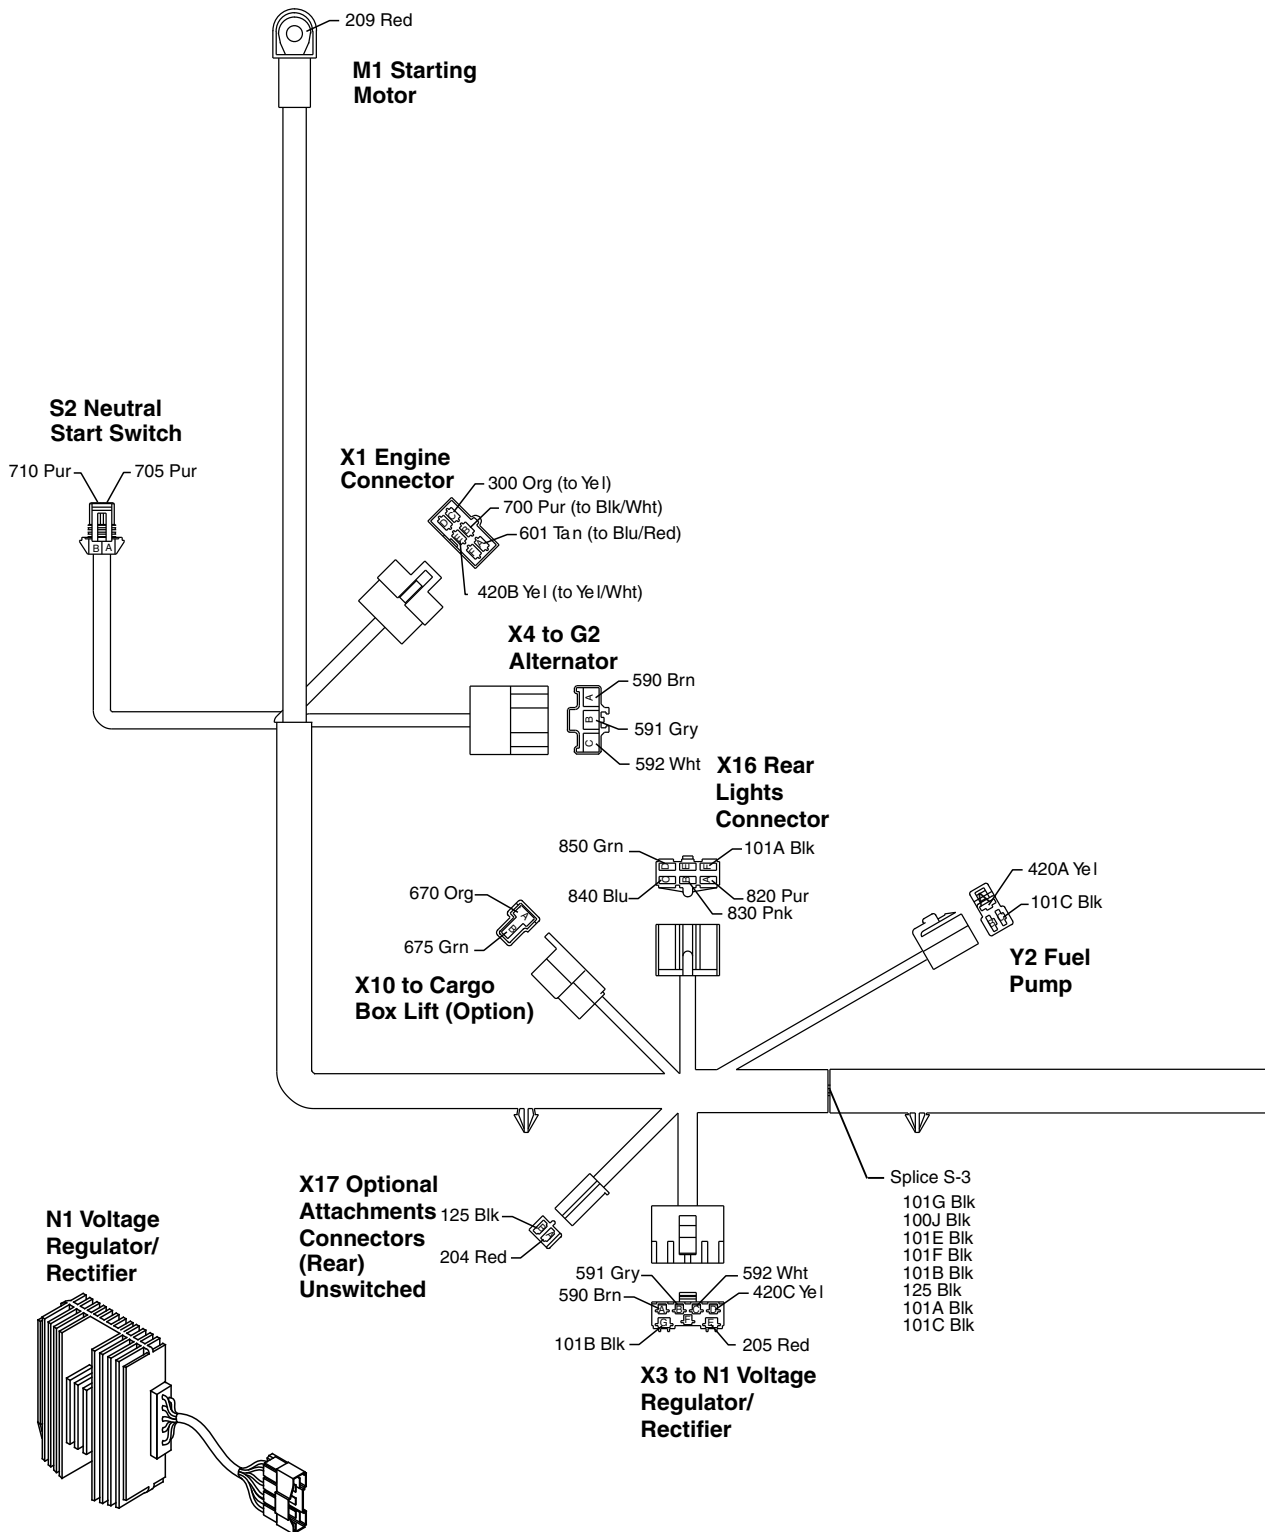 209 Red
M1 Starting
Motor
S2 Neutral
Start Switch
710 Pur
705 Pur
B A
X1 Engine
Connector
300 Org (to Yel)
700 Pur (to Blk/Wht)
601 Tan (to Blu/Red)
420B Yel (to Yel/Wht)
X4 to G2
Alternator
590 Brn
A
B
591 Gry
C
592 Wht
X16 Rear
Lights
Connector
850 Grn
101A Blk
840 Blu
820 Pur
830 Pnk
670 Org
A
B
675 Grn
X10 to Cargo
Box Lift (Option)
420A Yel
101C Blk
Y2 Fuel
Pump
X17 Optional
Attachments
Connectors
(Rear)
Unswitched
125 Blk
204 Red
Splice S-3
101G Blk
100J Blk
101E Blk
101F Blk
101B Blk
125 Blk
101A Blk
101C Blk
N1 Voltage
Regulator/
Rectifier
591 Gry
592 Wht
590 Brn
420C Yel
101B Blk
205 Red
X3 to N1 Voltage
Regulator/
Rectifier